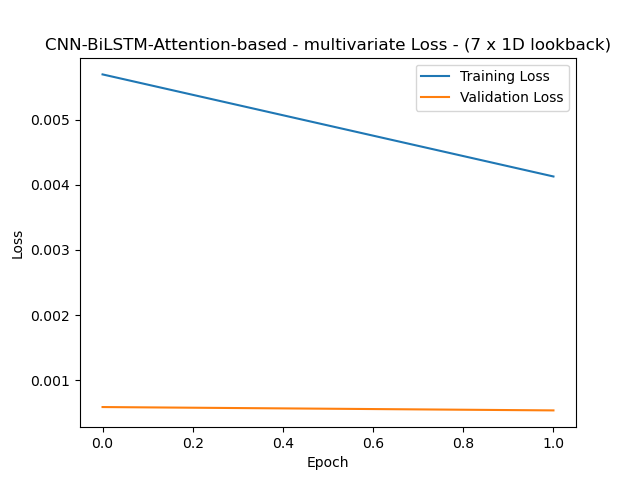 CNN-BiLSTM-Attention-based - multivariate Loss - (7 x 1D lookback)
Training Loss
Validation Loss
0.005
0.004
0.003
0.002
0.001
Loss
0.0 0.2 0.4 0.6 0.8 1.0
Epoch